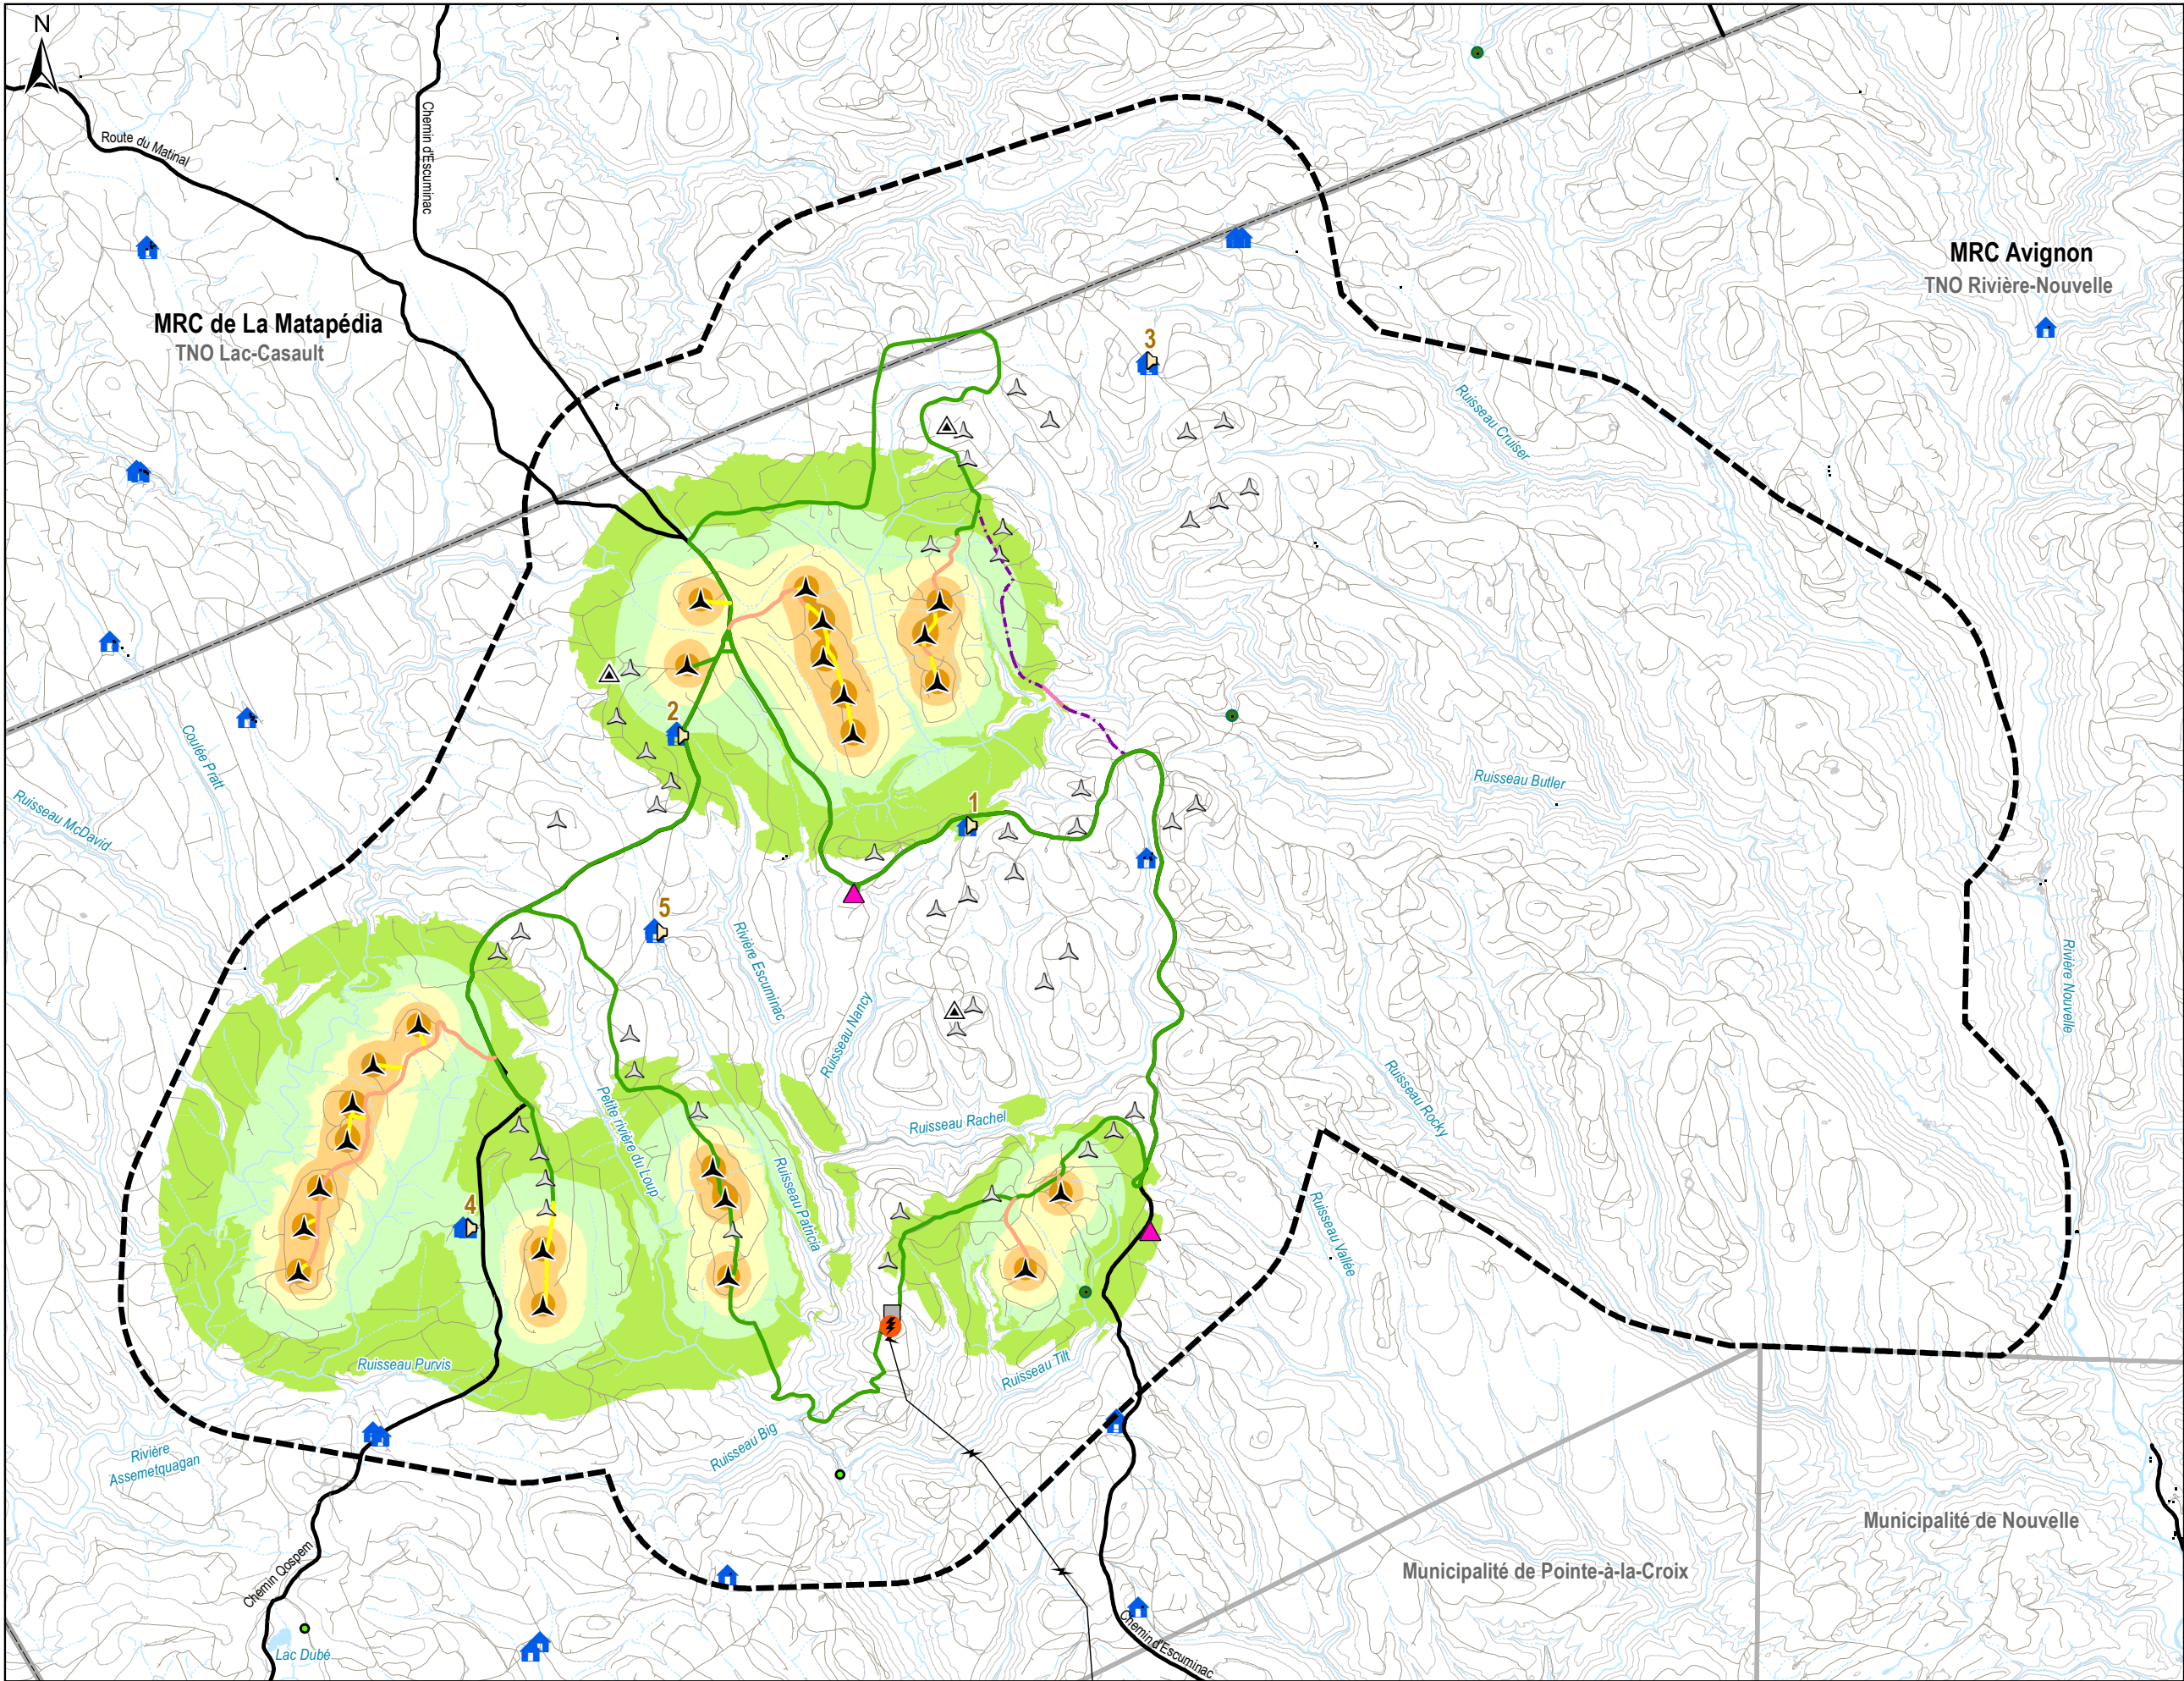 N
Route du Matinal
Chemin d'Escuminac
MRC Avignon
TNO Rivière-Nouvelle
MRC de La Matapédia
TNO Lac-Casault
3
Ruisseau Cruiser
2
Coulée Pratt
Ruisseau McDavid
1
Ruisseau Butler
5
Rivière Escuminac
Ruisseau Nancy
Rivière Nouvelle
Ruisseau Rocky
Petite rivière du Loup
Ruisseau Rachel
Ruisseau Patricia
4
Ruisseau Vallée
Ruisseau Purvis
Ruisseau Tilt
Ruisseau Big
Rivière
Assemetquagan
Municipalité de Nouvelle
Municipalité de Pointe-à-la-Croix
Chemin Qospem
Chemin d'Escuminac
Lac Dubé